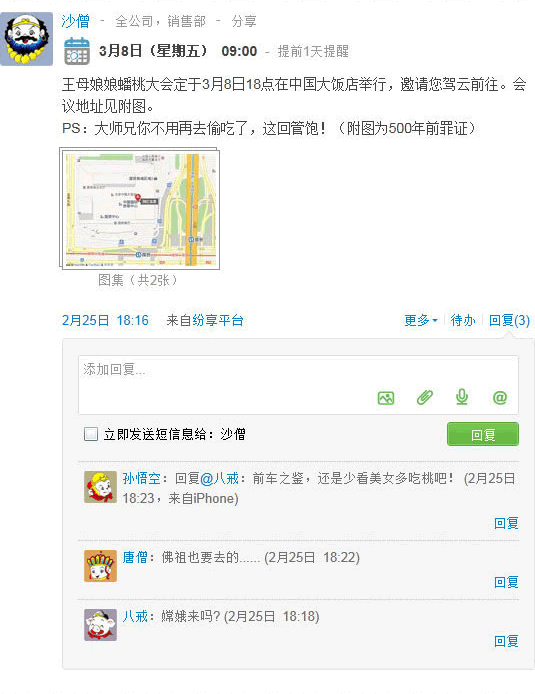 沙僧 - 全公司，销售部 - 分享
3月8日（星期五） 09:00 - 提前1天提醒
王母娘娘蟠桃大会定于3月8日18点在中国大饭店举行，邀请您驾云前往。会
议地址见附图。
PS：大师兄你不用再去偷吃了，这回管饱！（附图为500年前罪证）
图集（共2张）
2月25日 18:16 来自纷享平台 更多 待办 回复(3)
添加回复...
@
立即发送短信息给：沙僧 回复
孙悟空：回复@八戒：前车之鉴，还是少看美女多吃桃吧！ (2月25日
18:23，来自iPhone)
回复
唐僧：佛祖也要去的...... (2月25日 18:22)
回复
八戒：嫦娥来吗? (2月25日 18:18)
回复